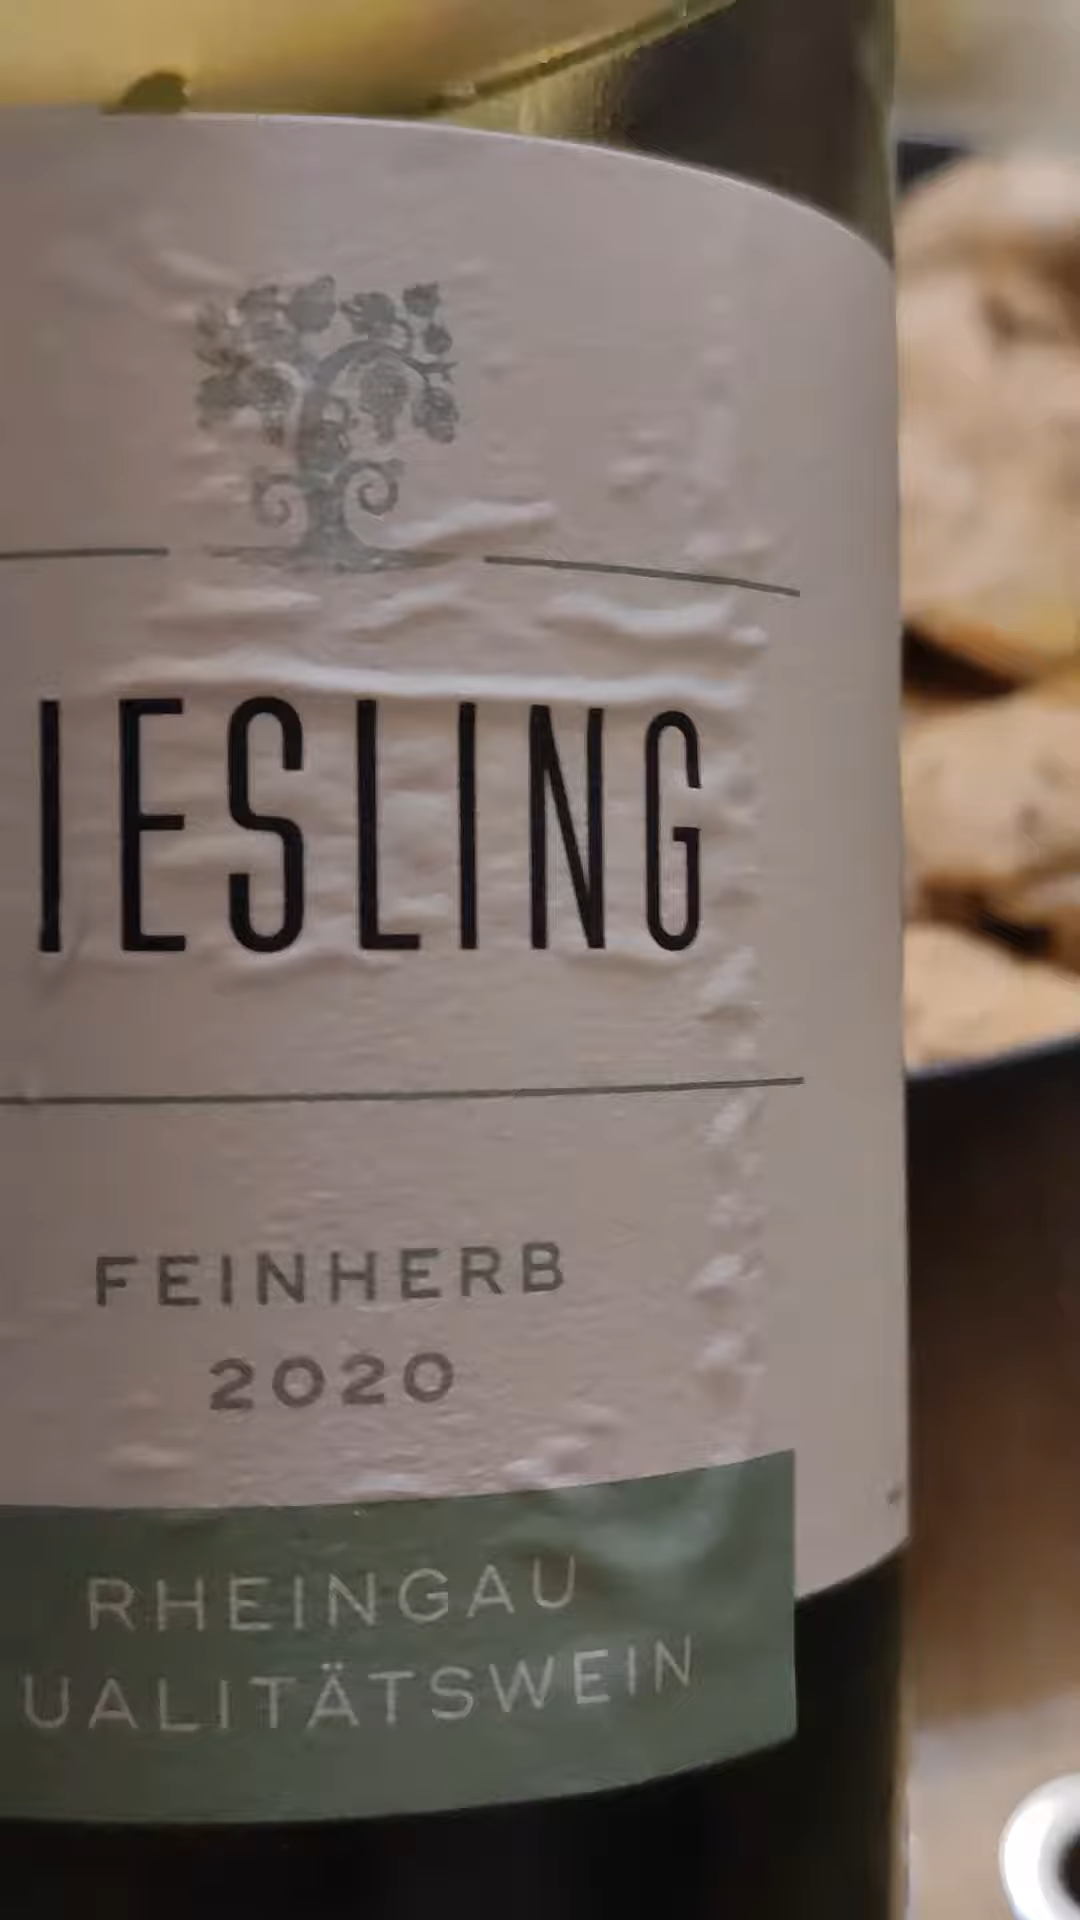 IESLING
FEINHERB
2020
RHEINGAU
UALITÄTSWEIN